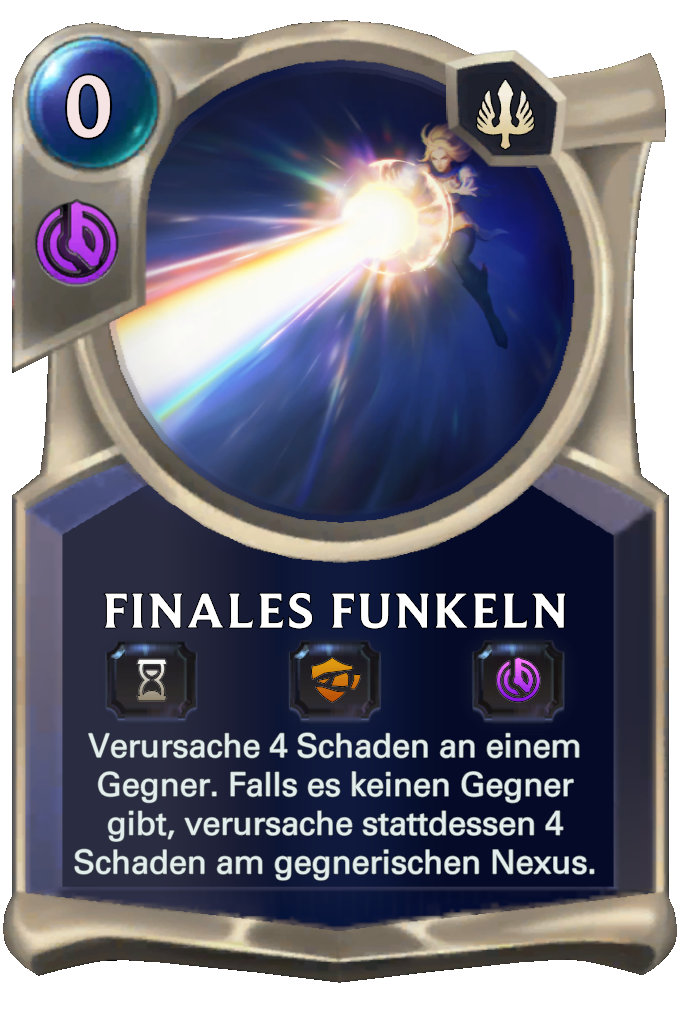 0
FINALES FUNKELN
Verursache 4 Schaden an einem
Gegner. Falls es keinen Gegner
gibt, verursache stattdessen 4
Schaden am gegnerischen Nexus.